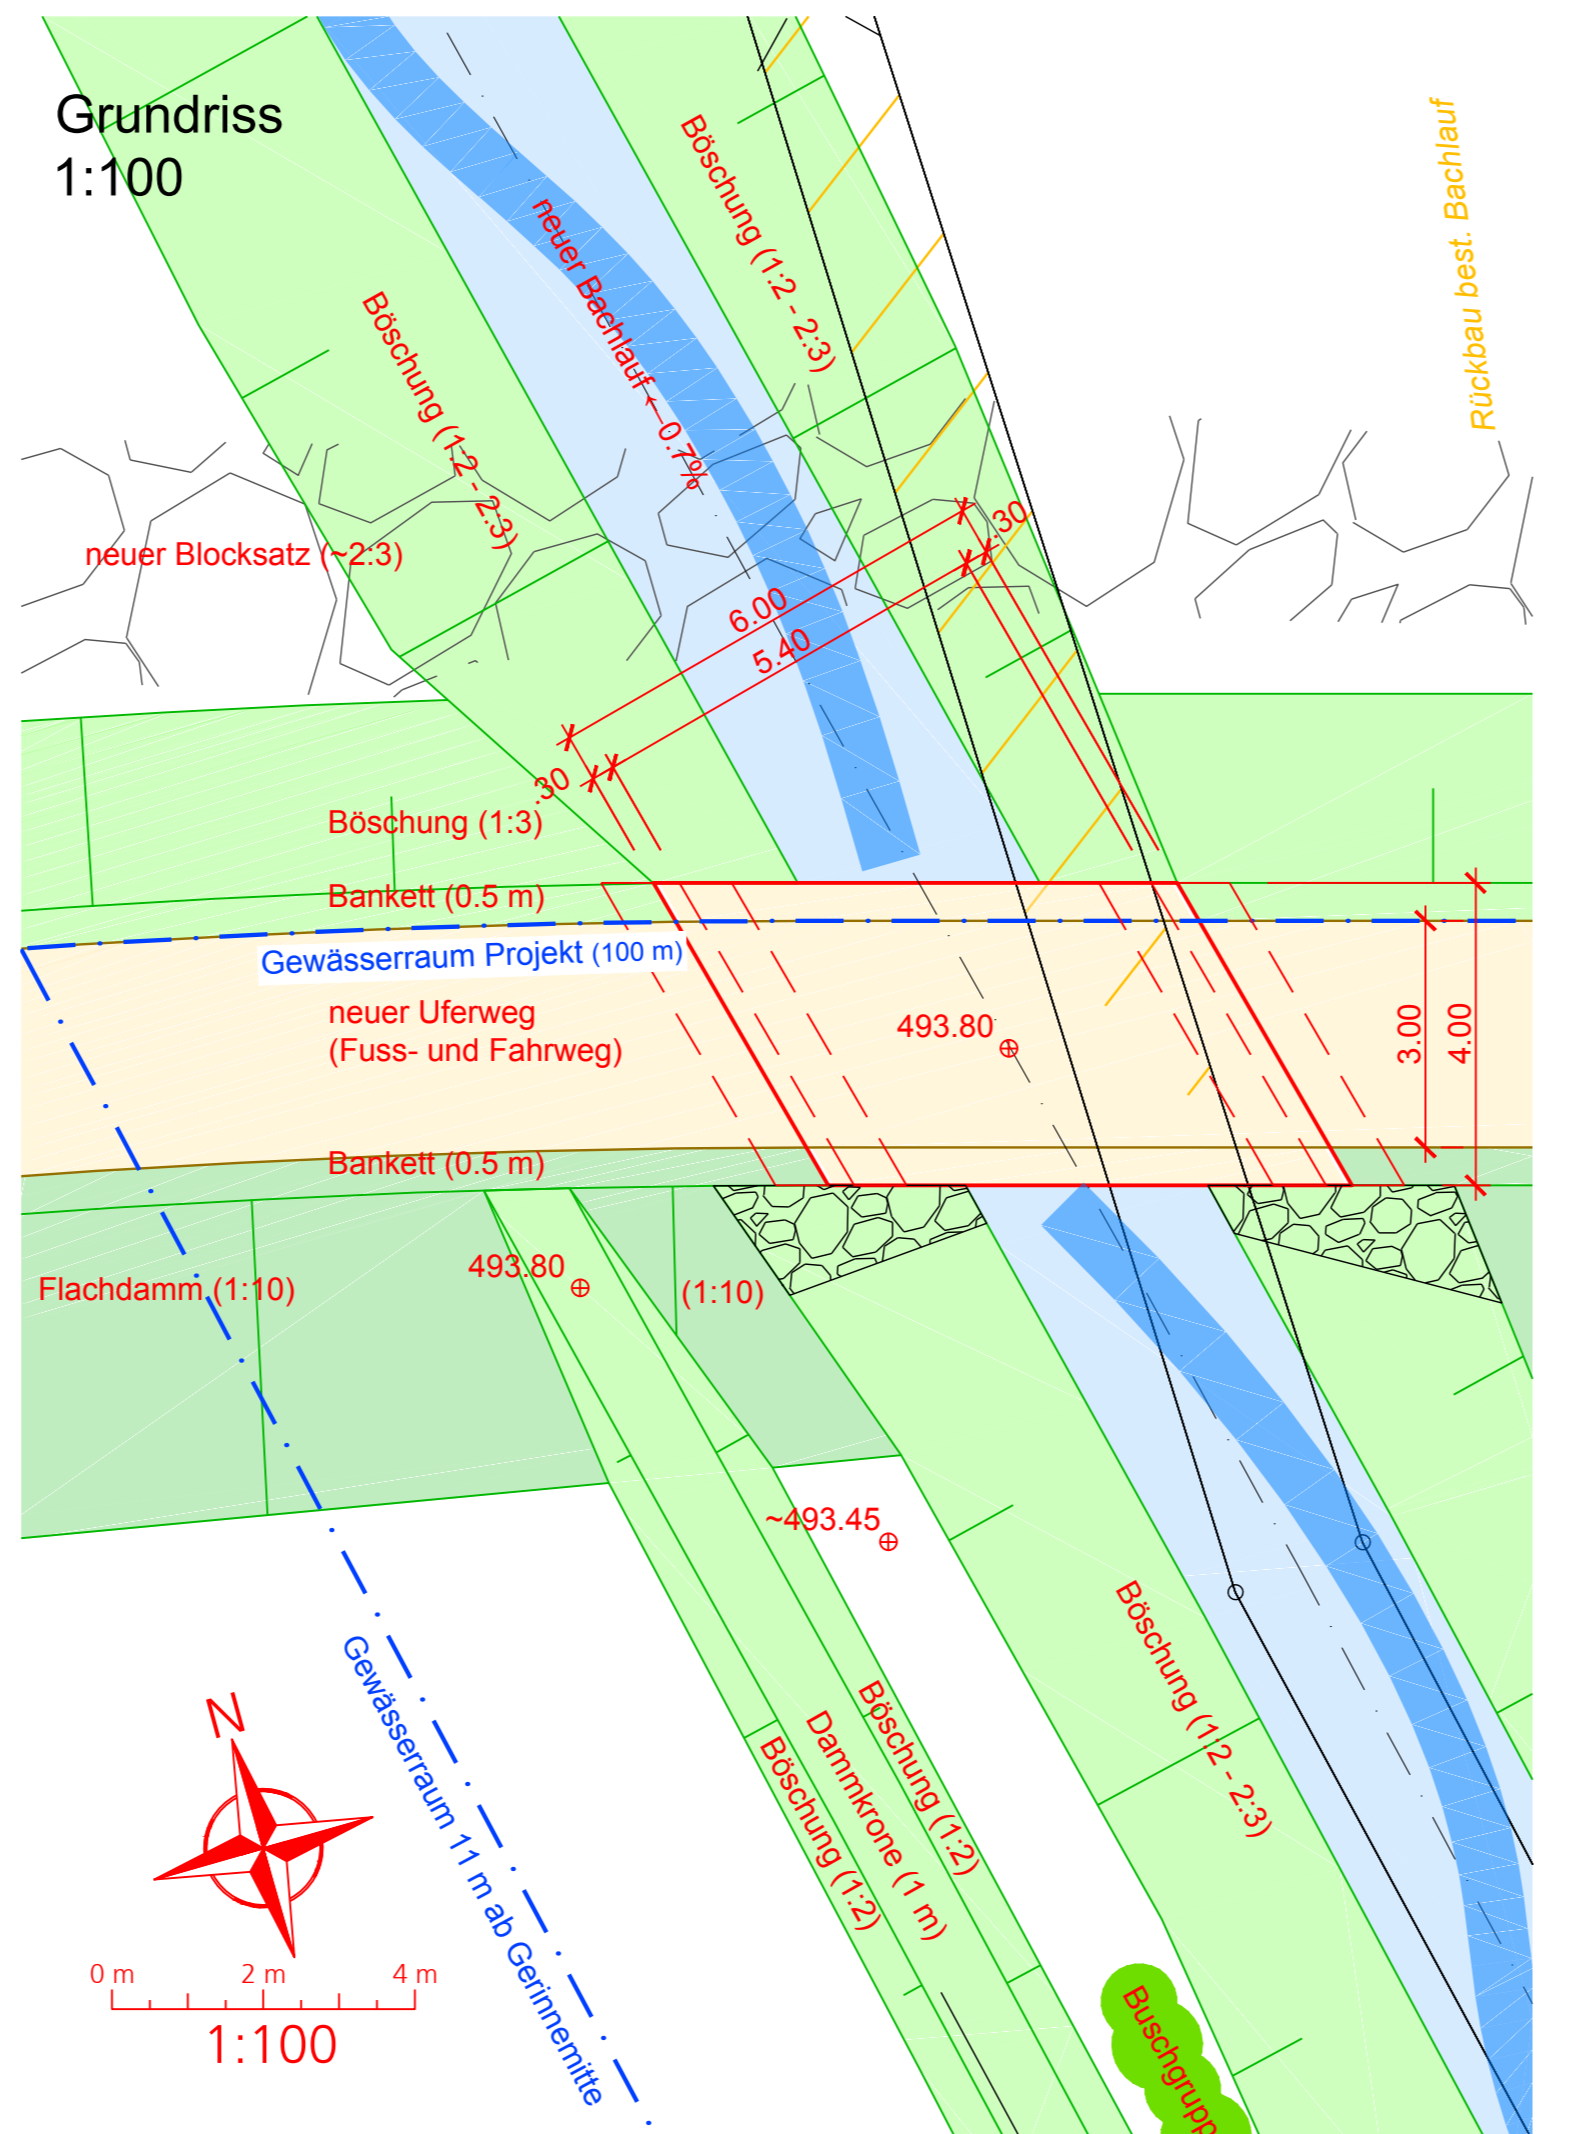 Grundriss
1:100
Rückbau best. Bachlauf
Böschung (1:2 - 2:3)
neuer Bachlauf ←0.7%
Böschung (1:2 - 2:3)
neuer Blocksatz (~2:3)
.30
6.00
5.40
.30
Böschung (1:3)
Bankett (0.5 m)
Gewässerraum Projekt (100 m)
neuer Uferweg
(Fuss- und Fahrweg)
493.80
3.00
4.00
Bankett (0.5 m)
493.80
Flachdamm (1:10)
(1:10)
~493.45
Böschung (1:2 - 2:3)
Gewässerraum 11 m ab Gerinnemitte
Böschung (1:2)
Dammkrone (1 m)
Böschung (1:2)
N
0 m 2 m 4 m
1:100
Buschgrupp